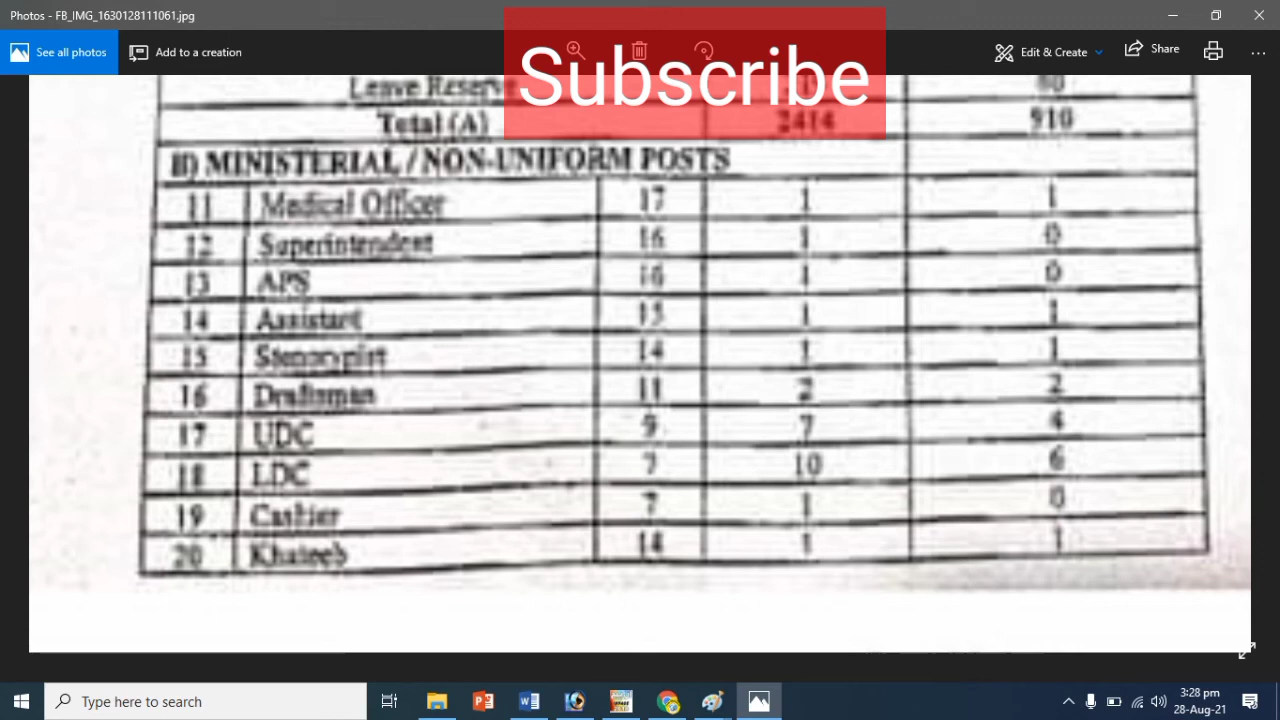 Photos - FB_IMG_1630128111061.jpg
See all photos Add to a creation Edit & Create Share
Subscribe
Leave Reserve
Total (A) 2414 910
B) MINISTERIAL / NON-UNIFORM POSTS
11 Medical Officer 17 1 1
12 Superintendent 16 1 0
13 APS 16 1 0
14 Assistant 15 1 1
15 Stenotypist 14 1 1
16 Draftsman 11 2 2
17 UDC 9 7 4
18 LDC 7 10 6
19 Cashier 7 1 0
20 Khateeb 14 1 1
Type here to search
3:28 pm
28-Aug-21